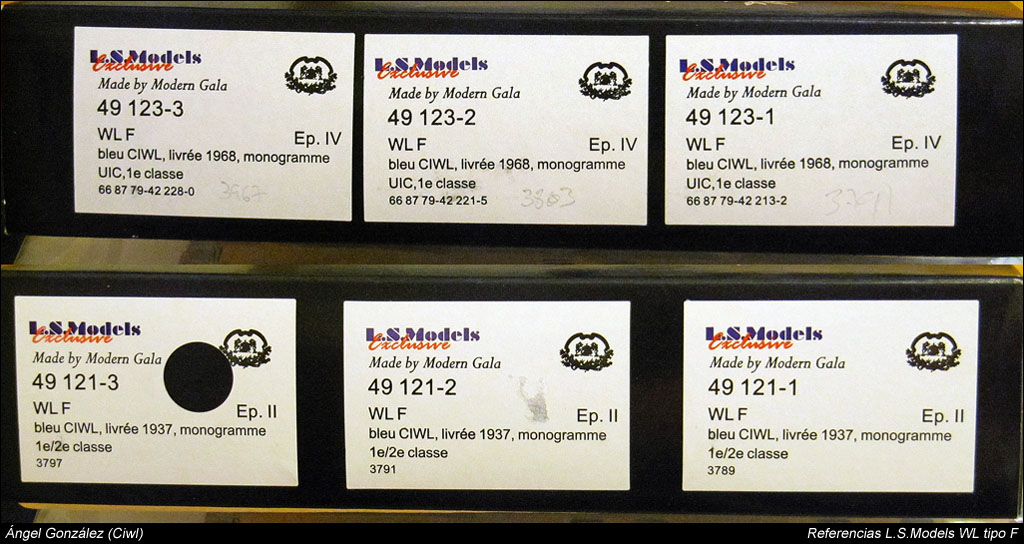 L.S.Models
Exclusive
Made by Modern Gala
49 123-3
WL F
Ep. IV
bleu CIWL, livrée 1968, monogramme
UIC,1e classe
66 87 79-42 228-0
L.S.Models
Exclusive
Made by Modern Gala
49 123-2
WL F
Ep. IV
bleu CIWL, livrée 1968, monogramme
UIC,1e classe
66 87 79-42 221-5
L.S.Models
Exclusive
Made by Modern Gala
49 123-1
WL F
Ep. IV
bleu CIWL, livrée 1968, monogramme
UIC,1e classe
66 87 79-42 213-2
L.S.Models
Exclusive
Made by Modern Gala
49 121-3
WL F
Ep. II
bleu CIWL, livrée 1937, monogramme
1e/2e classe
3797
L.S.Models
Exclusive
Made by Modern Gala
49 121-2
WL F
Ep. II
bleu CIWL, livrée 1937, monogramme
1e/2e classe
3791
L.S.Models
Exclusive
Made by Modern Gala
49 121-1
WL F
Ep. II
bleu CIWL, livrée 1937, monogramme
1e/2e classe
3789
Ángel González (Ciwl)
Referencias L.S.Models WL tipo F